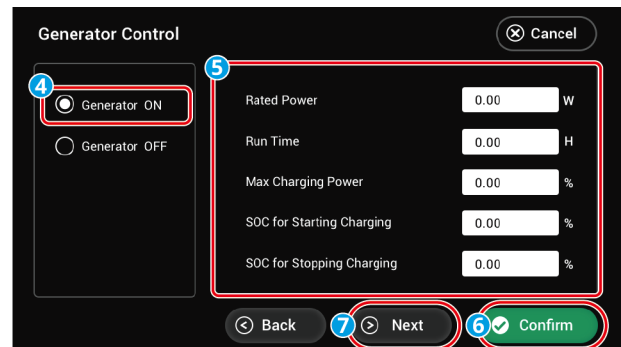 Generator Control
Cancel
4
5
Generator ON
Generator OFF
Rated Power 0.00 W
Run Time 0.00 H
Max Charging Power 0.00 %
SOC for Starting Charging 0.00 %
SOC for Stopping Charging 0.00 %
Back 7 Next 6 Confirm